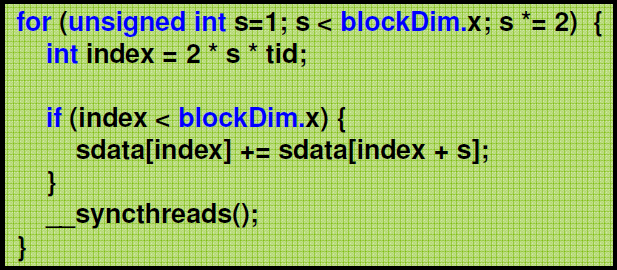 for (unsigned int s=1; s < blockDim.x; s *= 2) {
    int index = 2 * s * tid;

    if (index < blockDim.x) {
        sdata[index] += sdata[index + s];
    }
    __syncthreads();
}